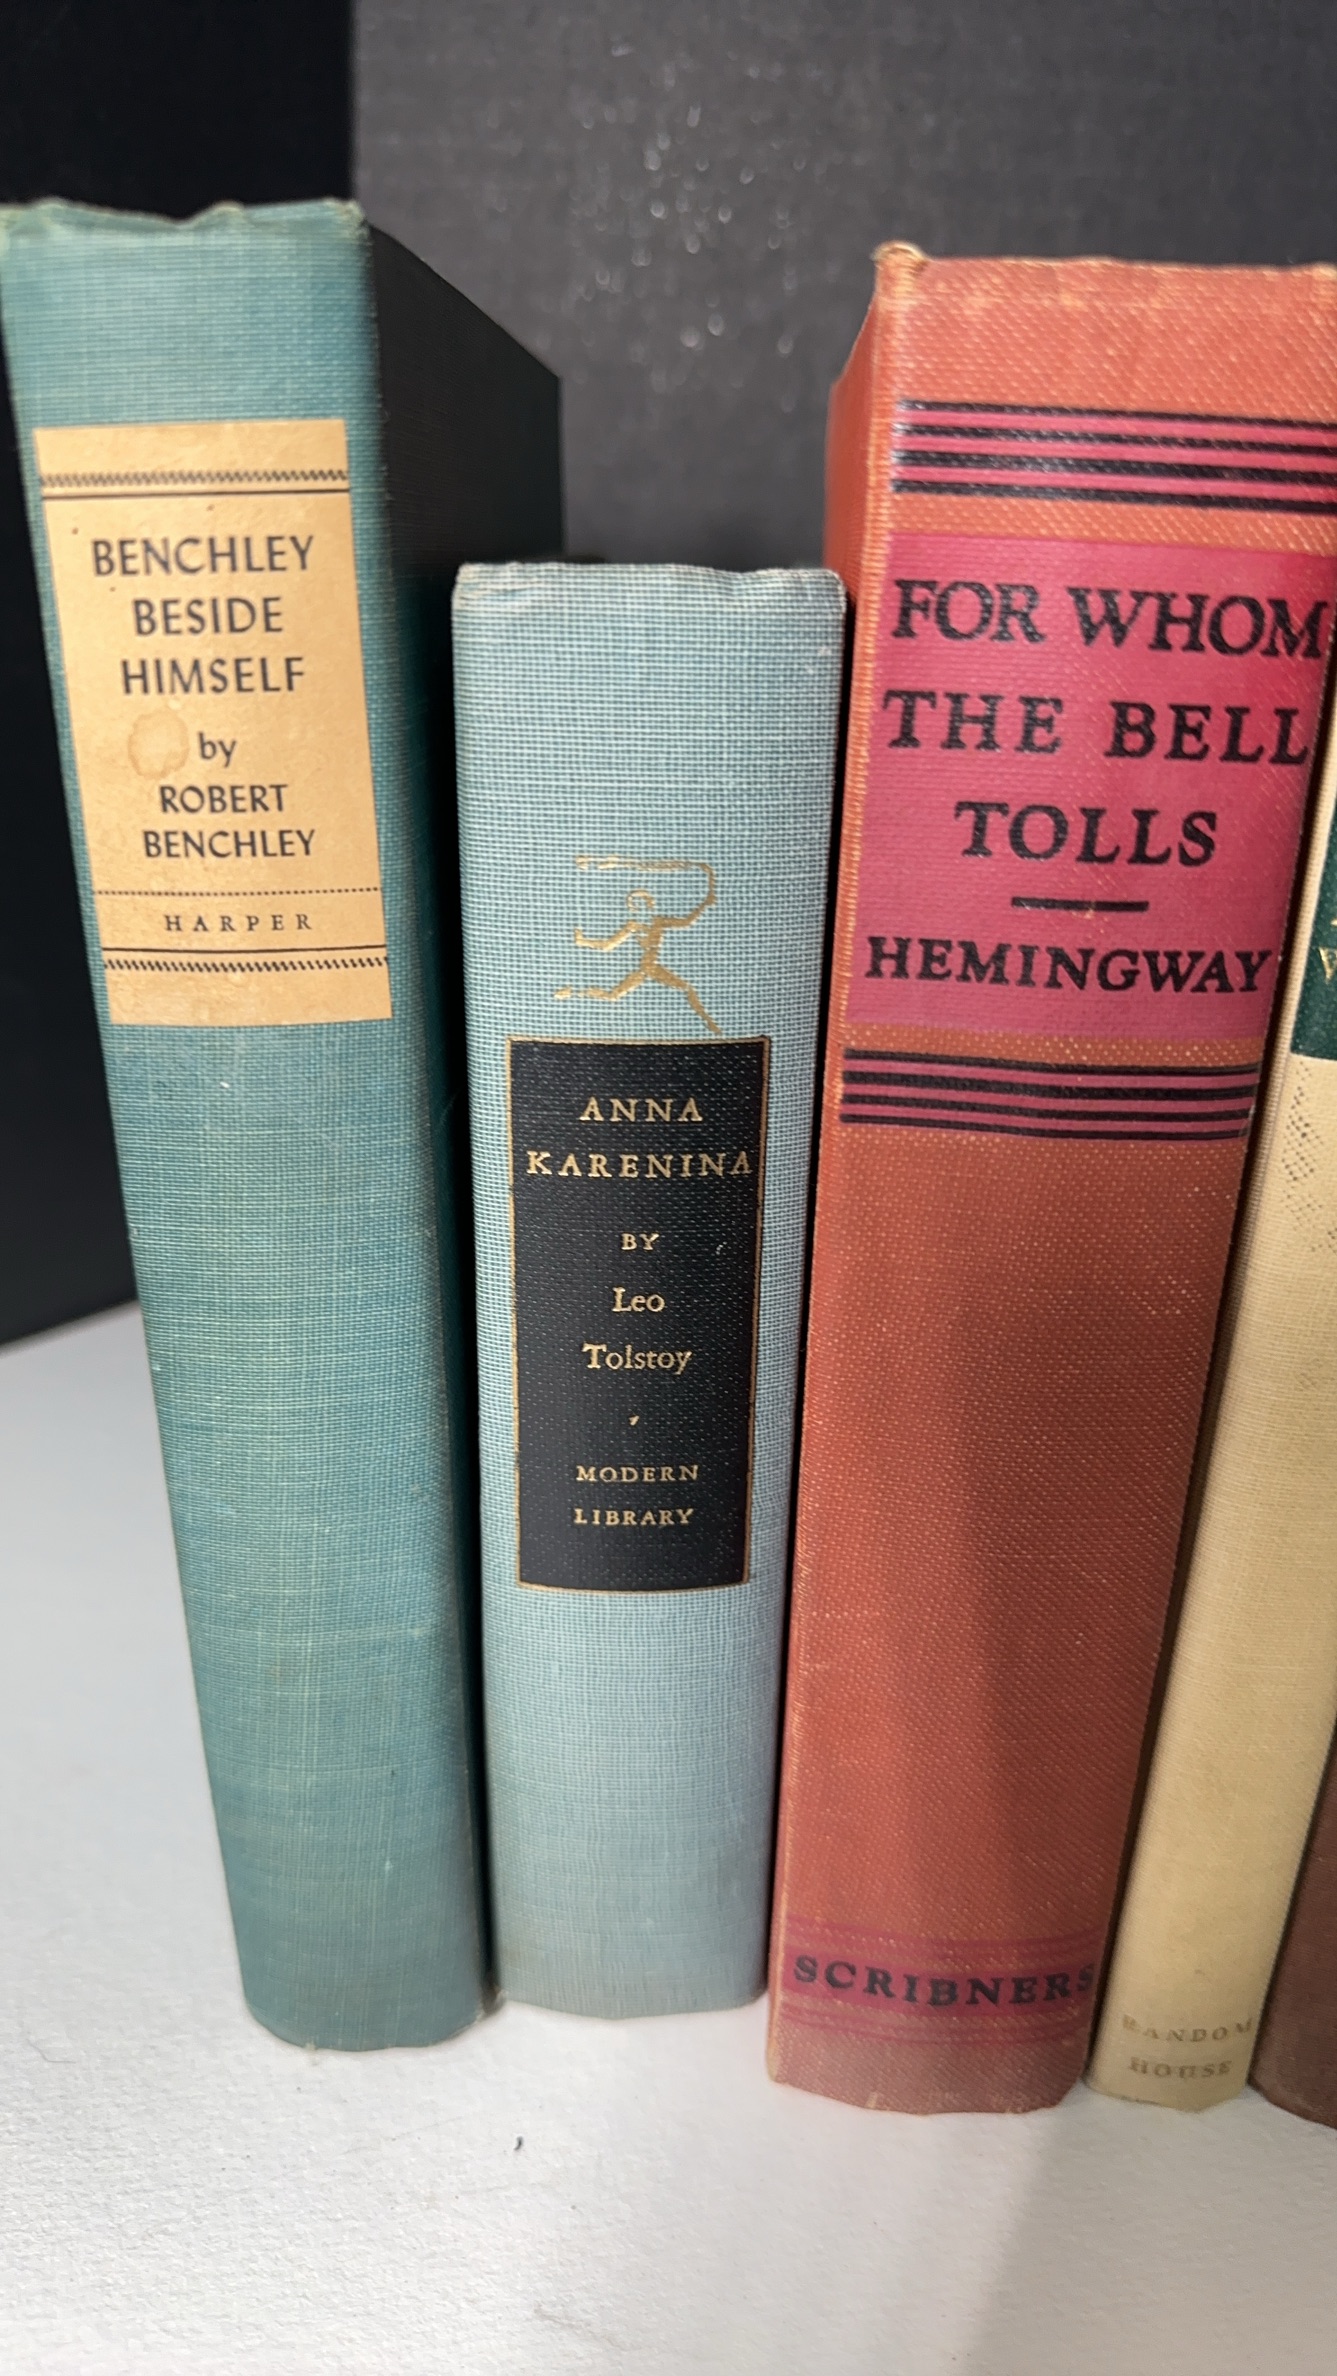 BENCHLEY
BESIDE
HIMSELF
by
ROBERT
BENCHLEY
HARPER
ANNA
KARENINA
BY
Leo
Tolstoy
MODERN
LIBRARY
FOR WHOM
THE BELL
TOLLS
HEMINGWAY
SCRIBNERS
RANDOM
HOUSE